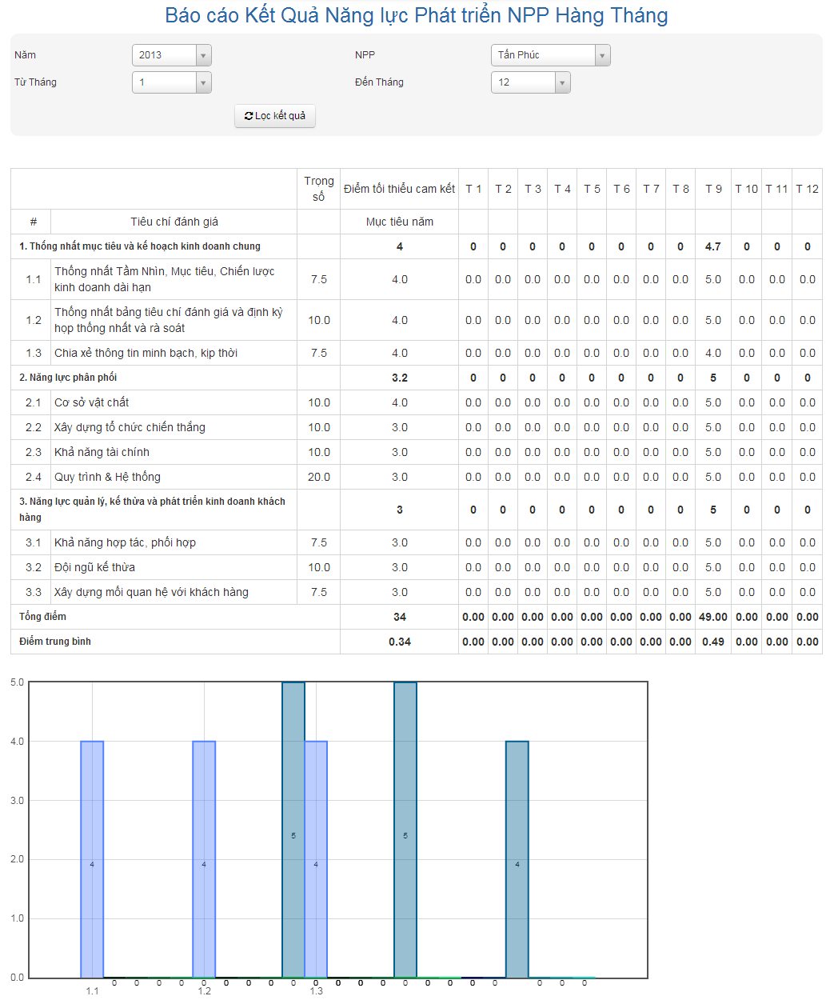 Báo cáo Kết Quả Năng lực Phát triển NPP Hàng Tháng
Năm 2013 NPP Tấn Phúc
Từ Tháng 1 Đến Tháng 12
Lọc kết quả
Trọng số Điểm tối thiểu cam kết T 1 T 2 T 3 T 4 T 5 T 6 T 7 T 8 T 9 T 10 T 11 T 12
# Tiêu chí đánh giá Mục tiêu năm
1. Thống nhất mục tiêu và kế hoạch kinh doanh chung 4 0 0 0 0 0 0 0 0 4.7 0 0 0
1.1 Thống nhất Tầm Nhìn, Mục tiêu, Chiến lược
kinh doanh dài hạn 7.5 4.0 0.0 0.0 0.0 0.0 0.0 0.0 0.0 0.0 5.0 0.0 0.0 0.0
1.2 Thống nhất bảng tiêu chí đánh giá và định kỳ
họp thống nhất và rà soát 10.0 4.0 0.0 0.0 0.0 0.0 0.0 0.0 0.0 0.0 5.0 0.0 0.0 0.0
1.3 Chia xẻ thông tin minh bạch, kịp thời 7.5 4.0 0.0 0.0 0.0 0.0 0.0 0.0 0.0 0.0 4.0 0.0 0.0 0.0
2. Năng lực phân phối 3.2 0 0 0 0 0 0 0 0 5 0 0 0
2.1 Cơ sở vật chất 10.0 4.0 0.0 0.0 0.0 0.0 0.0 0.0 0.0 0.0 5.0 0.0 0.0 0.0
2.2 Xây dựng tổ chức chiến thắng 10.0 3.0 0.0 0.0 0.0 0.0 0.0 0.0 0.0 0.0 5.0 0.0 0.0 0.0
2.3 Khả năng tài chính 10.0 3.0 0.0 0.0 0.0 0.0 0.0 0.0 0.0 0.0 5.0 0.0 0.0 0.0
2.4 Quy trình & Hệ thống 20.0 3.0 0.0 0.0 0.0 0.0 0.0 0.0 0.0 0.0 5.0 0.0 0.0 0.0
3. Năng lực quản lý, kế thừa và phát triển kinh doanh khách
hàng 3 0 0 0 0 0 0 0 0 5 0 0 0
3.1 Khả năng hợp tác, phối hợp 7.5 3.0 0.0 0.0 0.0 0.0 0.0 0.0 0.0 0.0 5.0 0.0 0.0 0.0
3.2 Đội ngũ kế thừa 10.0 3.0 0.0 0.0 0.0 0.0 0.0 0.0 0.0 0.0 5.0 0.0 0.0 0.0
3.3 Xây dựng mối quan hệ với khách hàng 7.5 3.0 0.0 0.0 0.0 0.0 0.0 0.0 0.0 0.0 5.0 0.0 0.0 0.0
Tổng điểm 34 0.00 0.00 0.00 0.00 0.00 0.00 0.00 0.00 49.00 0.00 0.00 0.00
Điểm trung bình 0.34 0.00 0.00 0.00 0.00 0.00 0.00 0.00 0.00 0.49 0.00 0.00 0.00
5.0
4.0
3.0
5 5
2.0 4 4 4 4
1.0
0.0
0 0 0 0 0 0 0 0 0 0 0 0 0 0 0 0 0 0 0 0 0
1.1 1.2 1.3